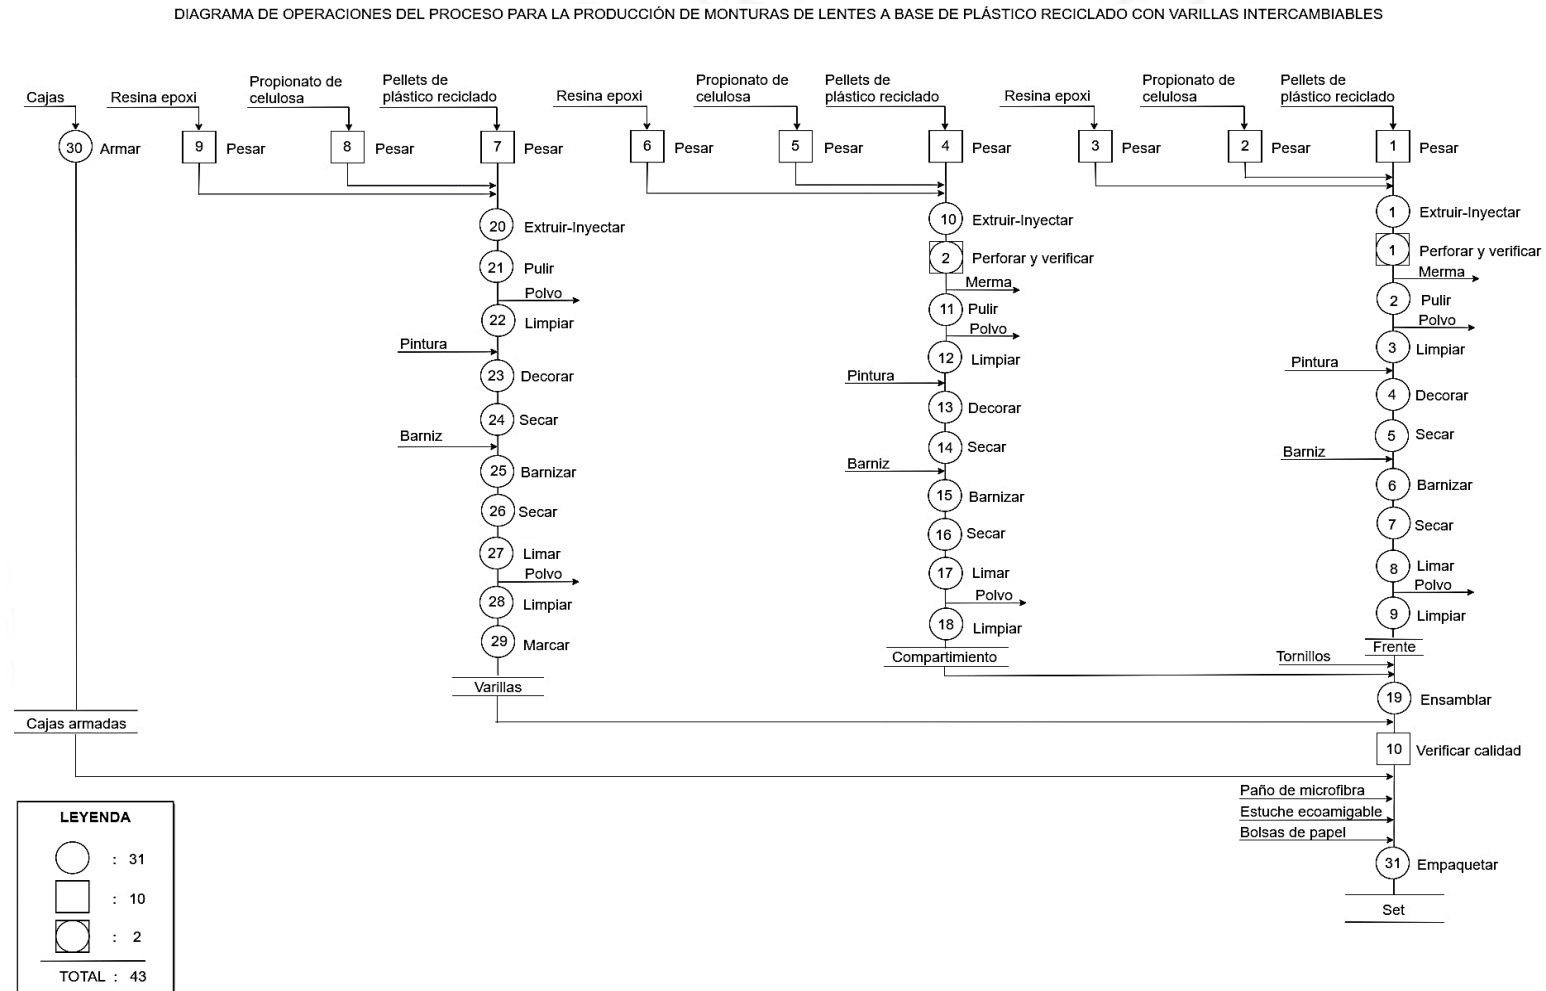 DIAGRAMA DE OPERACIONES DEL PROCESO PARA LA PRODUCCIÓN DE MONTURAS DE LENTES A BASE DE PLÁSTICO RECICLADO CON VARILLAS INTERCAMBIABLES
Cajas
30 Armar
Cajas armadas
Resina epoxi
9 Pesar
Propionato de
celulosa
8 Pesar
Pellets de
plástico reciclado
7 Pesar
20 Extruir-Inyectar
21 Pulir
Polvo
22 Limpiar
Pintura
23 Decorar
24 Secar
Barniz
25 Barnizar
26 Secar
27 Limar
Polvo
28 Limpiar
29 Marcar
Varillas
Resina epoxi
6 Pesar
Propionato de
celulosa
5 Pesar
Pellets de
plástico reciclado
4 Pesar
10 Extruir-Inyectar
2 Perforar y verificar
Merma
11 Pulir
Polvo
12 Limpiar
Pintura
13 Decorar
14 Secar
Barniz
15 Barnizar
16 Secar
17 Limar
Polvo
18 Limpiar
Compartimiento
Resina epoxi
3 Pesar
Propionato de
celulosa
2 Pesar
Pellets de
plástico reciclado
1 Pesar
1 Extruir-Inyectar
1 Perforar y verificar
Merma
2 Pulir
Polvo
3 Limpiar
Pintura
4 Decorar
5 Secar
Barniz
6 Barnizar
7 Secar
8 Limar
Polvo
9 Limpiar
Frente
Tornillos
19 Ensamblar
10 Verificar calidad
Paño de microfibra
Estuche ecoamigable
Bolsas de papel
31 Empaquetar
Set
LEYENDA
: 31
: 10
: 2
TOTAL : 43